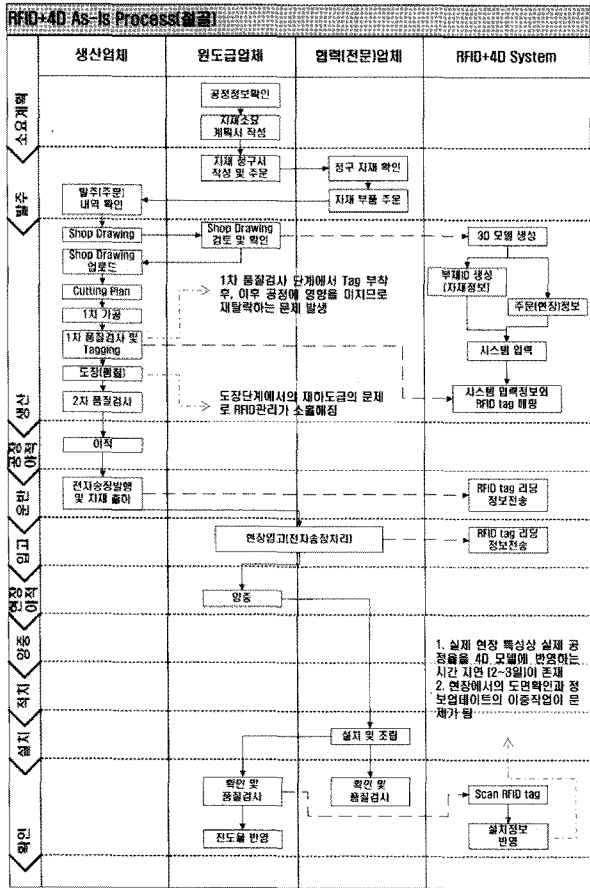 RFID+4D As-Is Process(철골)
생산업체
원도급업체
협력(전문)업체
RFID+4D System
소요계획
공정정보확인
자재소요
계획서 작성
발주
자재 청구서
작성 및 주문
청구 자재 확인
발주(주문)
내역 확인
자재 부품 주문
생산
Shop Drawing
Shop Drawing
검토 및 확인
3D 모델 생성
Shop Drawing
업로드
부재ID 생성
(자재정보)
주문(현장)정보
Cutting Plan
1차 가공
1차 품질검사 단계에서 Tag 부착
후, 이후 공정에 영향을 미치므로
재탈락하는 문제 발생
1차 품질검사 및
Tagging
시스템 입력
도장(뿜칠)
시스템 입력정보와
RFID tag 매핑
2차 품질검사
도장단계에서의 재하도급의 문제
로 RFID관리가 소홀해짐
공장
야적
이적
운반
전자송장발행
및 자재 출하
RFID tag 리딩
정보전송
입고
현장입고(전자송장처리)
RFID tag 리딩
정보전송
현장
야적
양중
양중
1. 실제 현장 특성상 실제 공
정율을 4D 모델에 반영하는
시간 지연 (2~3일)이 존재
2. 현장에서의 도면확인과 정
보업데이트의 이중작업이 문
제가 됨
적치
설치
설치 및 조립
확인
확인 및
품질검사
확인 및
품질검사
Scan RFID tag
진도율 반영
설치정보
반영